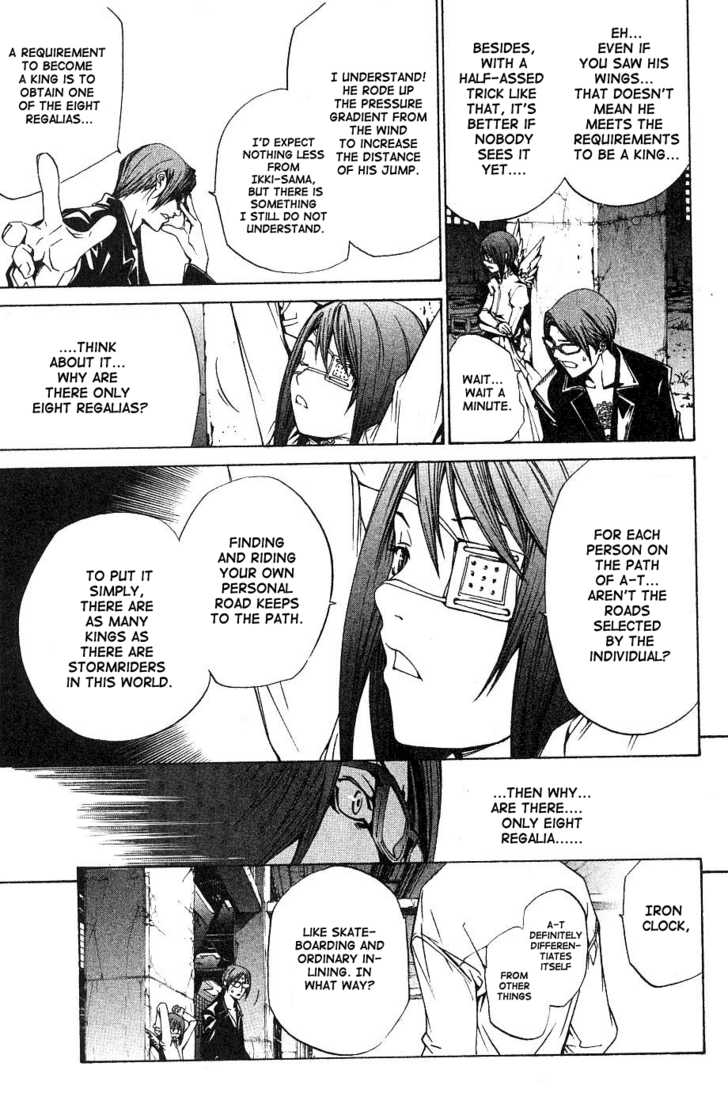 EH...
EVEN IF
YOU SAW HIS
WINGS...
THAT DOESN'T
MEAN HE
MEETS THE
REQUIREMENTS
TO BE A KING...
BESIDES,
WITH A
HALF-ASSED
TRICK LIKE
THAT, IT'S
BETTER IF
NOBODY
SEES IT
YET....
WAIT...
WAIT A
MINUTE.
I UNDERSTAND!
HE RODE UP
THE PRESSURE
GRADIENT FROM
THE WIND
TO INCREASE
THE DISTANCE
OF HIS JUMP.
I'D EXPECT
NOTHING LESS
FROM
IKKI-SAMA,
BUT THERE IS
SOMETHING
I STILL DO NOT
UNDERSTAND.
A REQUIREMENT
TO BECOME
A KING IS TO
OBTAIN ONE
OF THE EIGHT
REGALIAS...
....THINK
ABOUT IT...
WHY ARE
THERE ONLY
EIGHT REGALIAS?
FOR EACH
PERSON ON
THE PATH
OF A-T...
AREN'T THE
ROADS
SELECTED
BY THE
INDIVIDUAL?
FINDING
AND RIDING
YOUR OWN
PERSONAL
ROAD KEEPS
TO THE PATH.
TO PUT IT
SIMPLY,
THERE ARE
AS MANY
KINGS AS
THERE ARE
STORMRIDERS
IN THIS WORLD.
...THEN WHY...
ARE THERE....
ONLY EIGHT
REGALIA......
IRON
CLOCK,
A-T
DEFINITELY
DIFFEREN-
TIATES
ITSELF
FROM
OTHER
THINGS
LIKE SKATE-
BOARDING AND
ORDINARY IN-
LINING. IN
WHAT WAY?